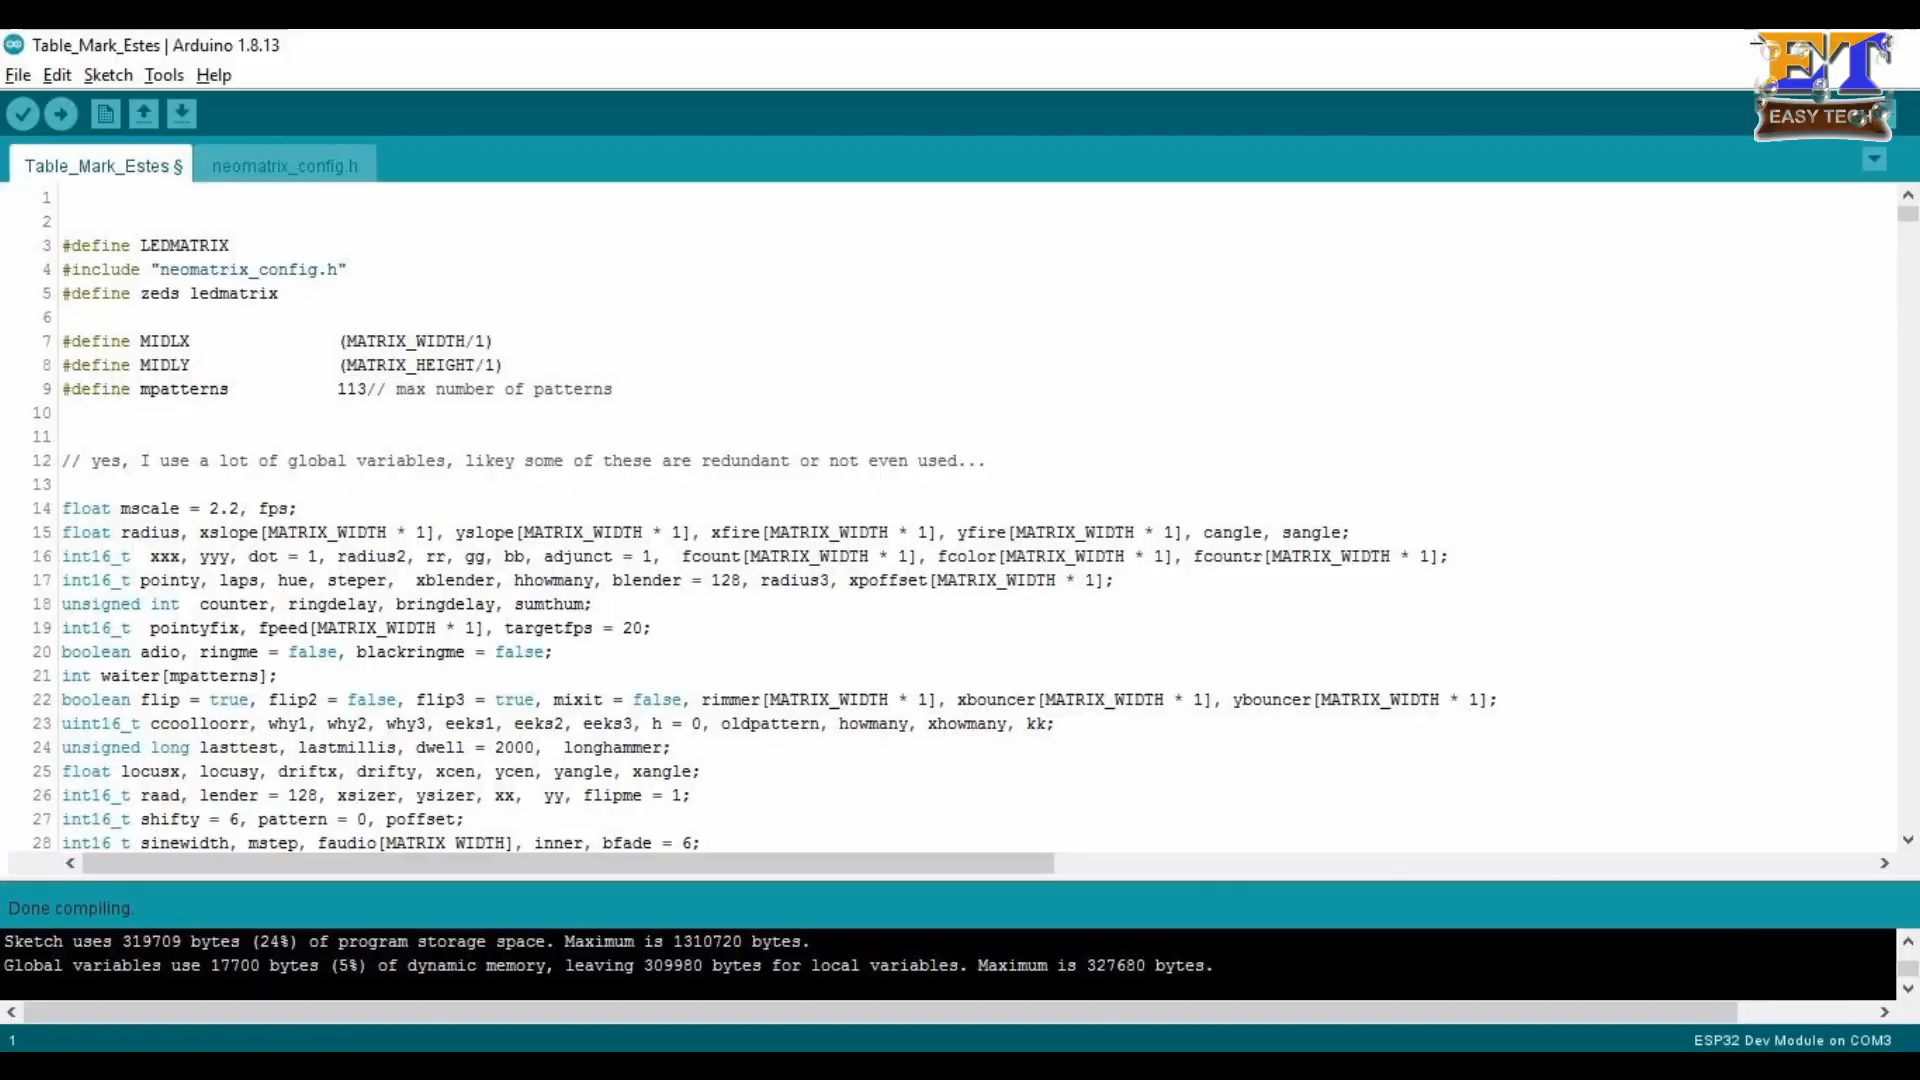 Table_Mark_Estes | Arduino 1.8.13
ET
EASY TECH
File Edit Sketch Tools Help
Table_Mark_Estes § neomatrix_config.h
1
2
3 #define LEDMATRIX
4 #include "neomatrix_config.h"
5 #define zeds ledmatrix
6
7 #define MIDLX (MATRIX_WIDTH/1)
8 #define MIDLY (MATRIX_HEIGHT/1)
9 #define mpatterns 113// max number of patterns
10
11
12 // yes, I use a lot of global variables, likey some of these are redundant or not even used...
13
14 float mscale = 2.2, fps;
15 float radius, xslope[MATRIX_WIDTH * 1], yslope[MATRIX_WIDTH * 1], xfire[MATRIX_WIDTH * 1], yfire[MATRIX_WIDTH * 1], cangle, sangle;
16 int16_t xxx, yyy, dot = 1, radius2, rr, gg, bb, adjunct = 1, fcount[MATRIX_WIDTH * 1], fcolor[MATRIX_WIDTH * 1], fcountr[MATRIX_WIDTH * 1];
17 int16_t pointy, laps, hue, steper, xblender, hhowmany, blender = 128, radius3, xpoffset[MATRIX_WIDTH * 1];
18 unsigned int counter, ringdelay, bringdelay, sumthum;
19 int16_t pointyfix, fpeed[MATRIX_WIDTH * 1], targetfps = 20;
20 boolean adio, ringme = false, blackringme = false;
21 int waiter[mpatterns];
22 boolean flip = true, flip2 = false, flip3 = true, mixit = false, rimmer[MATRIX_WIDTH * 1], xbouncer[MATRIX_WIDTH * 1], ybouncer[MATRIX_WIDTH * 1];
23 uint16_t ccoolloorr, why1, why2, why3, eeks1, eeks2, eeks3, h = 0, oldpattern, howmany, xhowmany, kk;
24 unsigned long lasttest, lastmillis, dwell = 2000, longhammer;
25 float locusx, locusy, driftx, drifty, xcen, ycen, yangle, xangle;
26 int16_t raad, lender = 128, xsizer, ysizer, xx, yy, flipme = 1;
27 int16_t shifty = 6, pattern = 0, poffset;
28 int16_t sinewidth, mstep, faudio[MATRIX_WIDTH], inner, bfade = 6;
Done compiling.
Sketch uses 319709 bytes (24%) of program storage space. Maximum is 1310720 bytes.
Global variables use 17700 bytes (5%) of dynamic memory, leaving 309980 bytes for local variables. Maximum is 327680 bytes.
1 ESP32 Dev Module on COM3